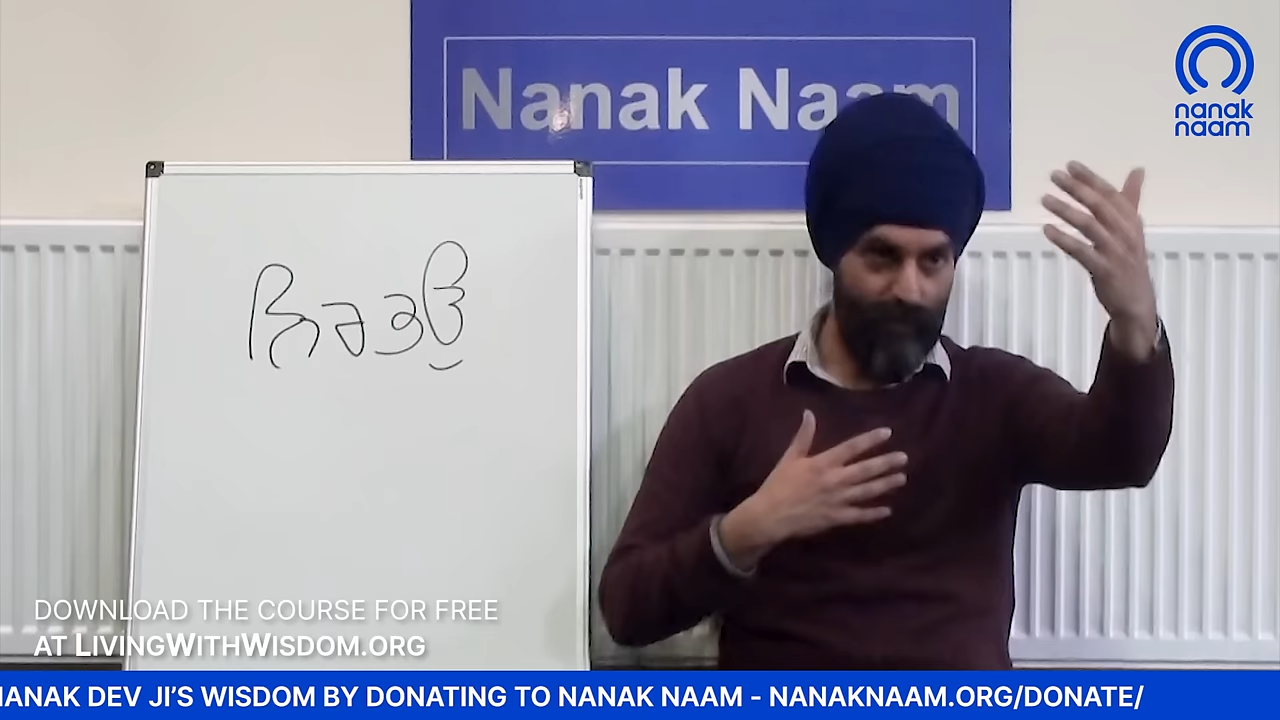 Nanak Naam
nanak
naam
ਨਿਰਭਉ
DOWNLOAD THE COURSE FOR FREE
AT LIVINGWITHWISDOM.ORG
NANAK DEV JI’S WISDOM BY DONATING TO NANAK NAAM - NANAKNAAM.ORG/DONATE/